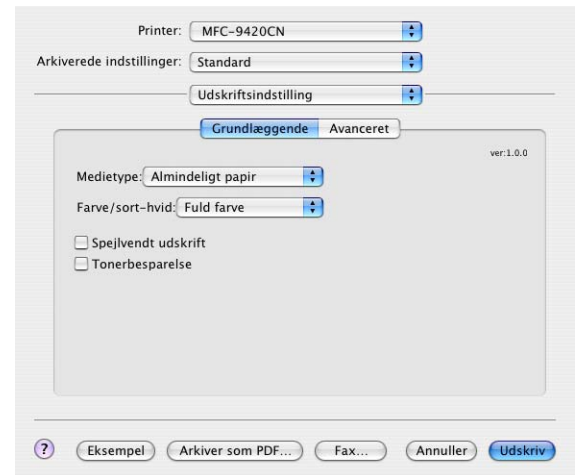 Printer: MFC-9420CN
Arkiverede indstillinger: Standard
Udskriftsindstilling
Grundlæggende Avanceret
ver:1.0.0
Medietype: Almindeligt papir
Farve/sort-hvid: Fuld farve
Spejlvendt udskrift
Tonerbesparelse
? Eksempel Arkiver som PDF... Fax... Annuller Udskriv